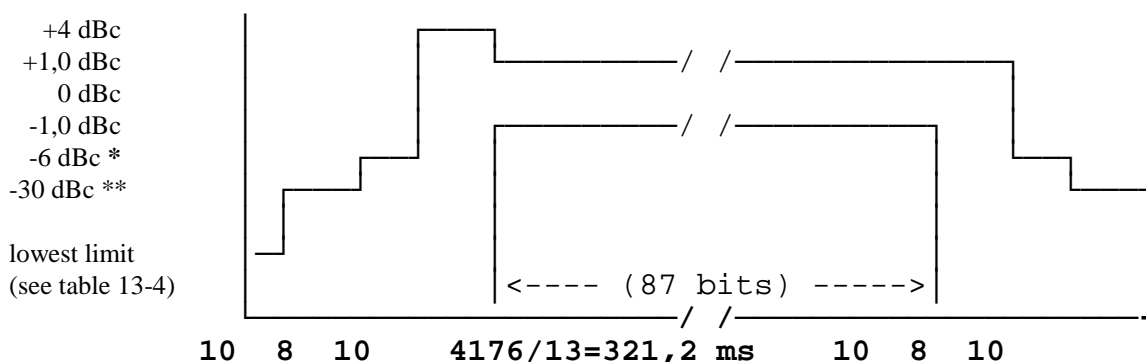 +4 dBc
+1,0 dBc
0 dBc
-1,0 dBc
-6 dBc *
-30 dBc **
lowest limit
(see table 13-4)
<---- (87 bits) ----->
10 8 10 4176/13=321,2 ms 10 8 10